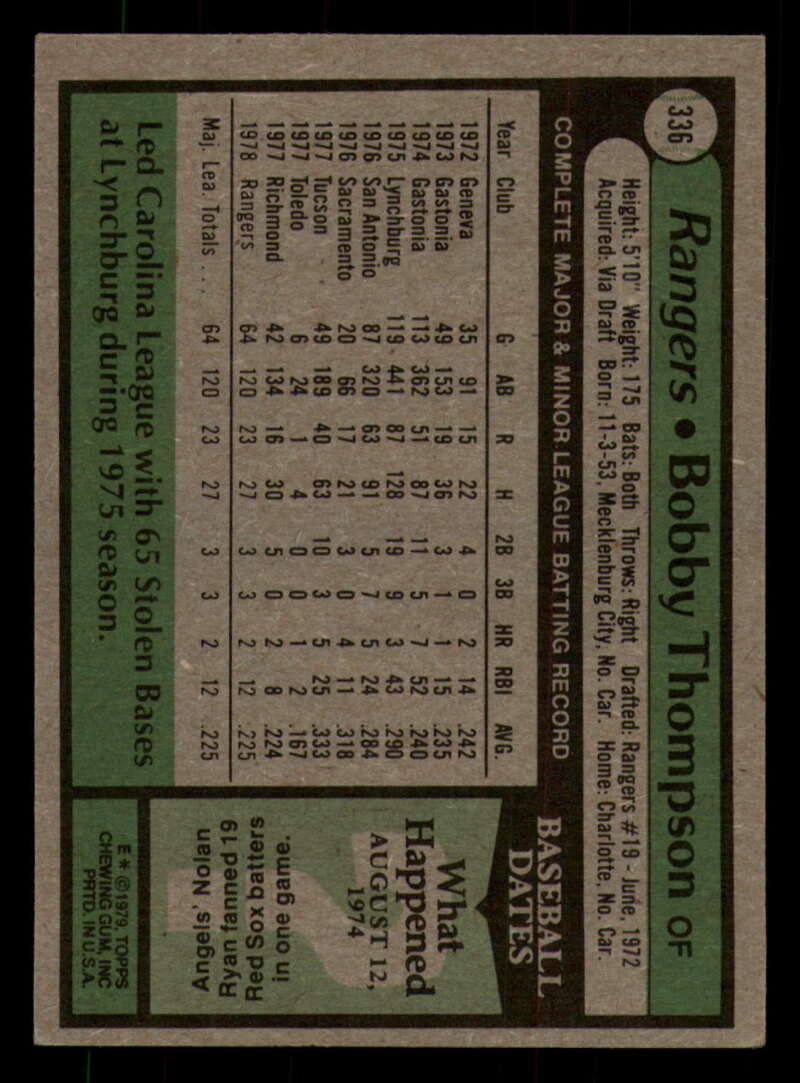 336
Rangers • Bobby Thompson OF
Height: 5'10" Weight: 175 Bats: Both Throws: Right Drafted: Rangers #19 - June, 1972
Acquired: Via Draft Born: 11-3-53, Mecklenburg City, No. Car. Home: Charlotte, No. Car.
COMPLETE MAJOR & MINOR LEAGUE BATTING RECORD
Year Club G AB R H 2B 3B HR RBI AVG.
1972 Geneva 35 91 15 22 4 0 2 14 .242
1973 Gastonia 49 153 19 36 3 1 1 15 .235
1974 Gastonia 113 362 51 87 11 5 7 52 .240
1975 Lynchburg 119 441 87 128 19 9 3 43 .290
1976 San Antonio 87 320 63 91 5 7 5 24 .284
1976 Sacramento 20 66 17 21 3 0 4 11 .318
1977 Tucson 49 189 40 63 10 3 5 25 .333
1977 Toledo 6 24 1 4 0 0 1 2 .167
1977 Richmond 42 134 16 30 5 0 2 8 .224
1978 Rangers 64 120 23 27 3 3 2 12 .225
Maj. Lea. Totals . . . 64 120 23 27 3 3 2 12 .225
Led Carolina League with 65 Stolen Bases
at Lynchburg during 1975 season.
BASEBALL
DATES
What
Happened
AUGUST 12,
1974
Angels' Nolan
Ryan fanned 19
Red Sox batters
in one game.
E* © 1979, TOPPS
CHEWING GUM, INC
PRTD. IN U.S.A.